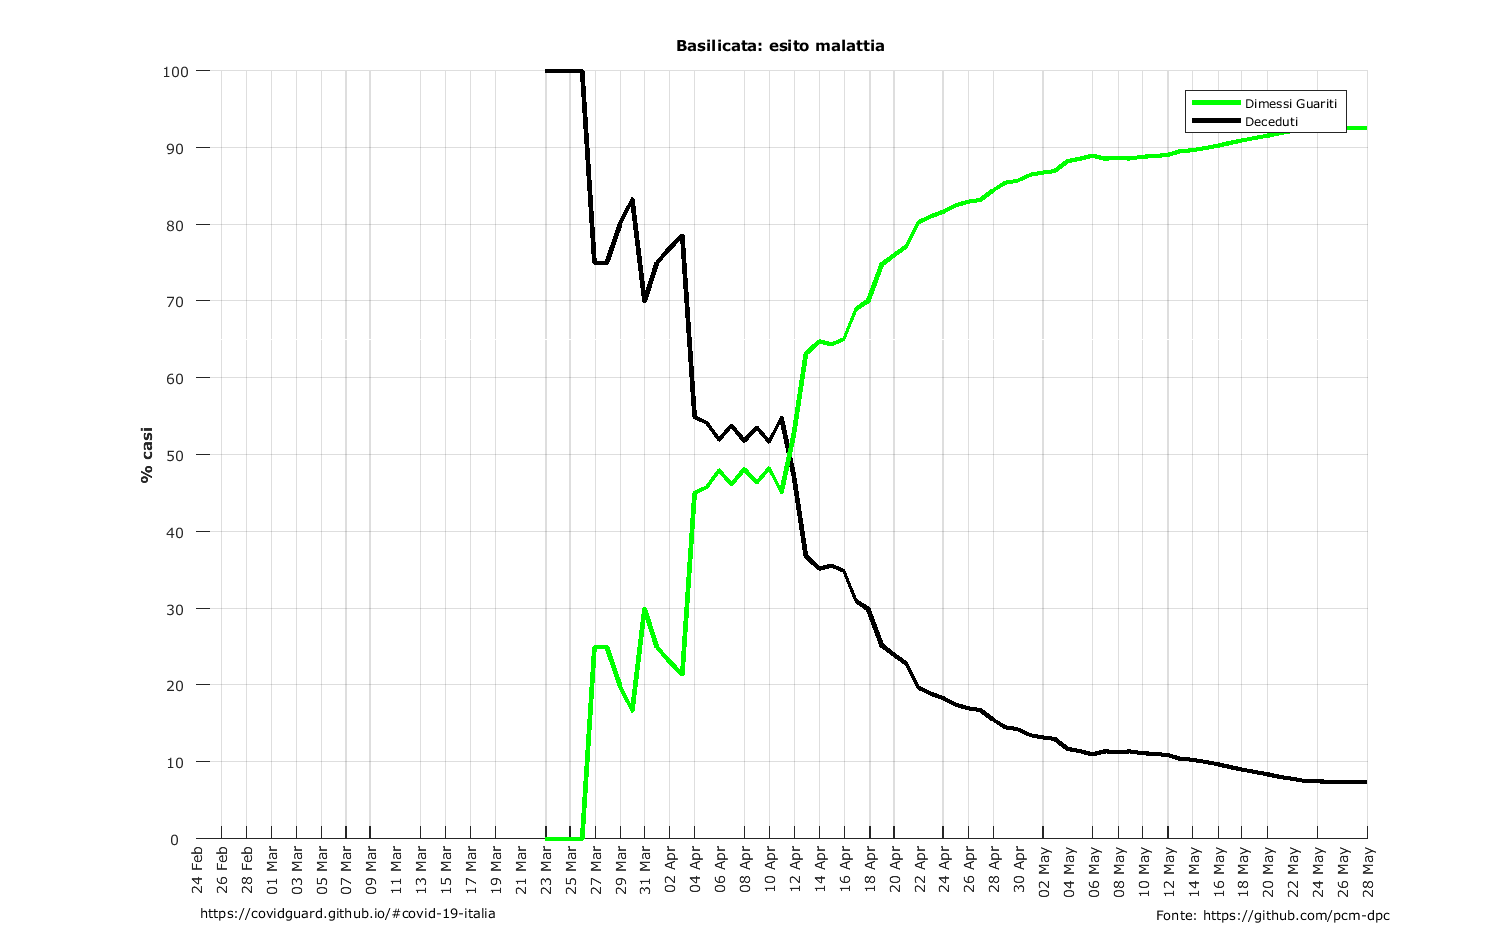 Basilicata: esito malattia
100
90
80
70
60
50
40
30
20
10
0
% casi
Dimessi Guariti
Deceduti
24 Feb
26 Feb
28 Feb
01 Mar
03 Mar
05 Mar
07 Mar
09 Mar
11 Mar
13 Mar
15 Mar
17 Mar
19 Mar
21 Mar
23 Mar
25 Mar
27 Mar
29 Mar
31 Mar
02 Apr
04 Apr
06 Apr
08 Apr
10 Apr
12 Apr
14 Apr
16 Apr
18 Apr
20 Apr
22 Apr
24 Apr
26 Apr
28 Apr
30 Apr
02 May
04 May
06 May
08 May
10 May
12 May
14 May
16 May
18 May
20 May
22 May
24 May
26 May
28 May
https://covidguard.github.io/#covid-19-italia
Fonte: https://github.com/pcm-dpc